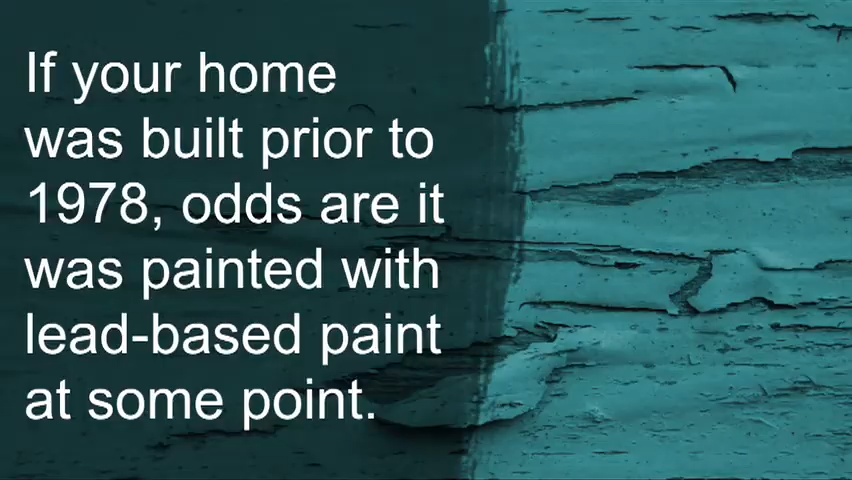 If your home
was built prior to
1978, odds are it
was painted with
lead-based paint
at some point.